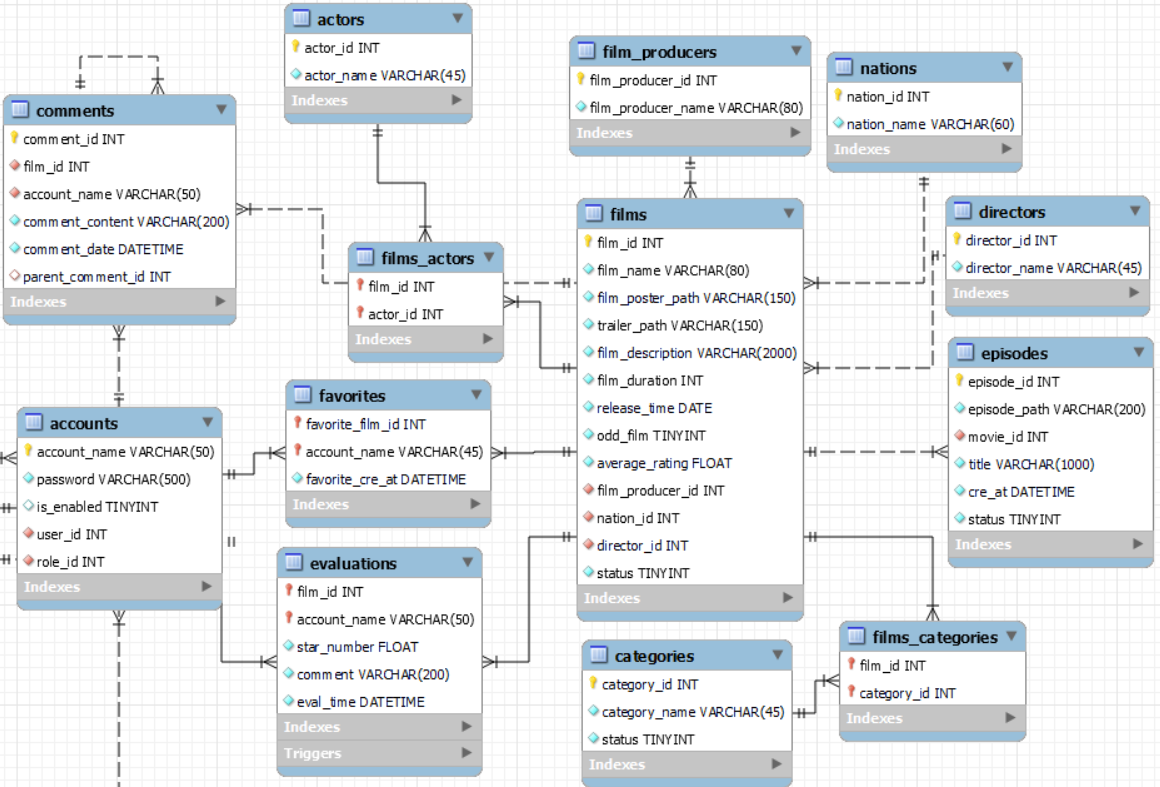 actors
actor_id INT
actor_name VARCHAR(45)
Indexes
film_producers
film_producer_id INT
film_producer_name VARCHAR(80)
Indexes
nations
nation_id INT
nation_name VARCHAR(60)
Indexes
comments
comment_id INT
film_id INT
account_name VARCHAR(50)
comment_content VARCHAR(200)
comment_date DATETIME
parent_comment_id INT
Indexes
films_actors
film_id INT
actor_id INT
Indexes
films
film_id INT
film_name VARCHAR(80)
film_poster_path VARCHAR(150)
trailer_path VARCHAR(150)
film_description VARCHAR(2000)
film_duration INT
release_time DATE
odd_film TINYINT
average_rating FLOAT
film_producer_id INT
nation_id INT
director_id INT
status TINYINT
Indexes
directors
director_id INT
director_name VARCHAR(45)
Indexes
episodes
episode_id INT
episode_path VARCHAR(200)
movie_id INT
title VARCHAR(1000)
cre_at DATETIME
status TINYINT
Indexes
accounts
account_name VARCHAR(50)
password VARCHAR(500)
is_enabled TINYINT
user_id INT
role_id INT
Indexes
favorites
favorite_film_id INT
account_name VARCHAR(45)
favorite_cre_at DATETIME
Indexes
evaluations
film_id INT
account_name VARCHAR(50)
star_number FLOAT
comment VARCHAR(200)
eval_time DATETIME
Indexes
Triggers
categories
category_id INT
category_name VARCHAR(45)
status TINYINT
Indexes
films_categories
film_id INT
category_id INT
Indexes